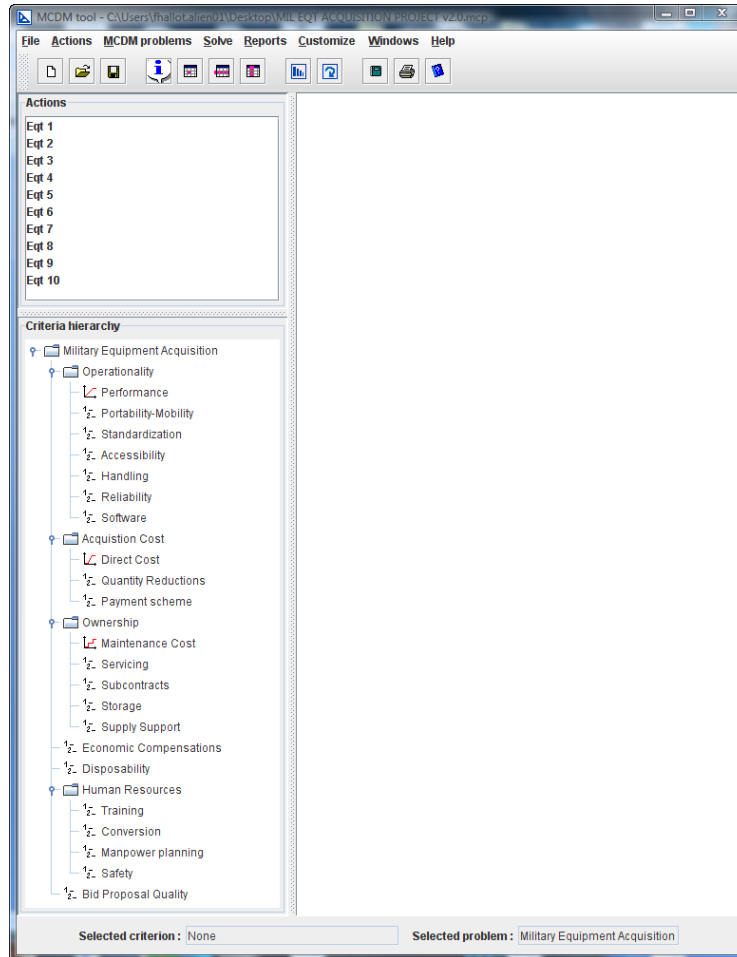 MCDM tool - C:\Users\fhallot.alien01\Desktop\MIL EQT ACQUISITION PROJECT v2.0.mcp
File Actions MCDM problems Solve Reports Customize Windows Help
Actions
Eqt 1
Eqt 2
Eqt 3
Eqt 4
Eqt 5
Eqt 6
Eqt 7
Eqt 8
Eqt 9
Eqt 10
Criteria hierarchy
Military Equipment Acquisition
Operationality
Performance
Portability-Mobility
Standardization
Accessibility
Handling
Reliability
Software
Acquistion Cost
Direct Cost
Quantity Reductions
Payment scheme
Ownership
Maintenance Cost
Servicing
Subcontracts
Storage
Supply Support
Economic Compensations
Disposability
Human Resources
Training
Conversion
Manpower planning
Safety
Bid Proposal Quality
Selected criterion : None Selected problem : Military Equipment Acquisition